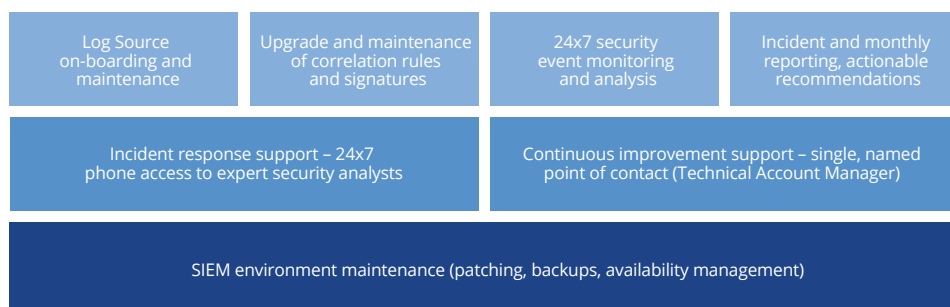 Log Source
on-boarding and
maintenance
Upgrade and maintenance
of correlation rules
and signatures
24x7 security
event monitoring
and analysis
Incident and monthly
reporting, actionable
recommendations
Incident response support – 24x7
phone access to expert security analysts
Continuous improvement support – single, named
point of contact (Technical Account Manager)
SIEM environment maintenance (patching, backups, availability management)